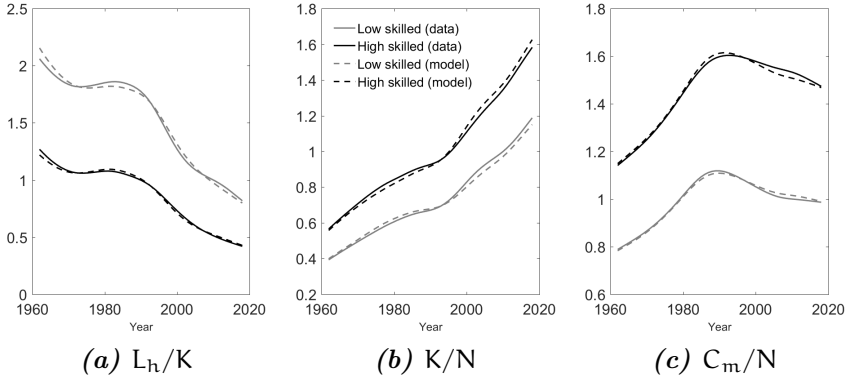 2.5
2
1.5
1
0.5
0
1960 1980 2000 2020
Year
(a) Lₕ/K
1.8
1.6
1.4
1.2
1
0.8
0.6
0.4
0.2
Low skilled (data)
High skilled (data)
Low skilled (model)
High skilled (model)
1960 1980 2000 2020
Year
(b) K/N
1.8
1.6
1.4
1.2
1
0.8
0.6
1960 1980 2000 2020
Year
(c) Cₘ/N